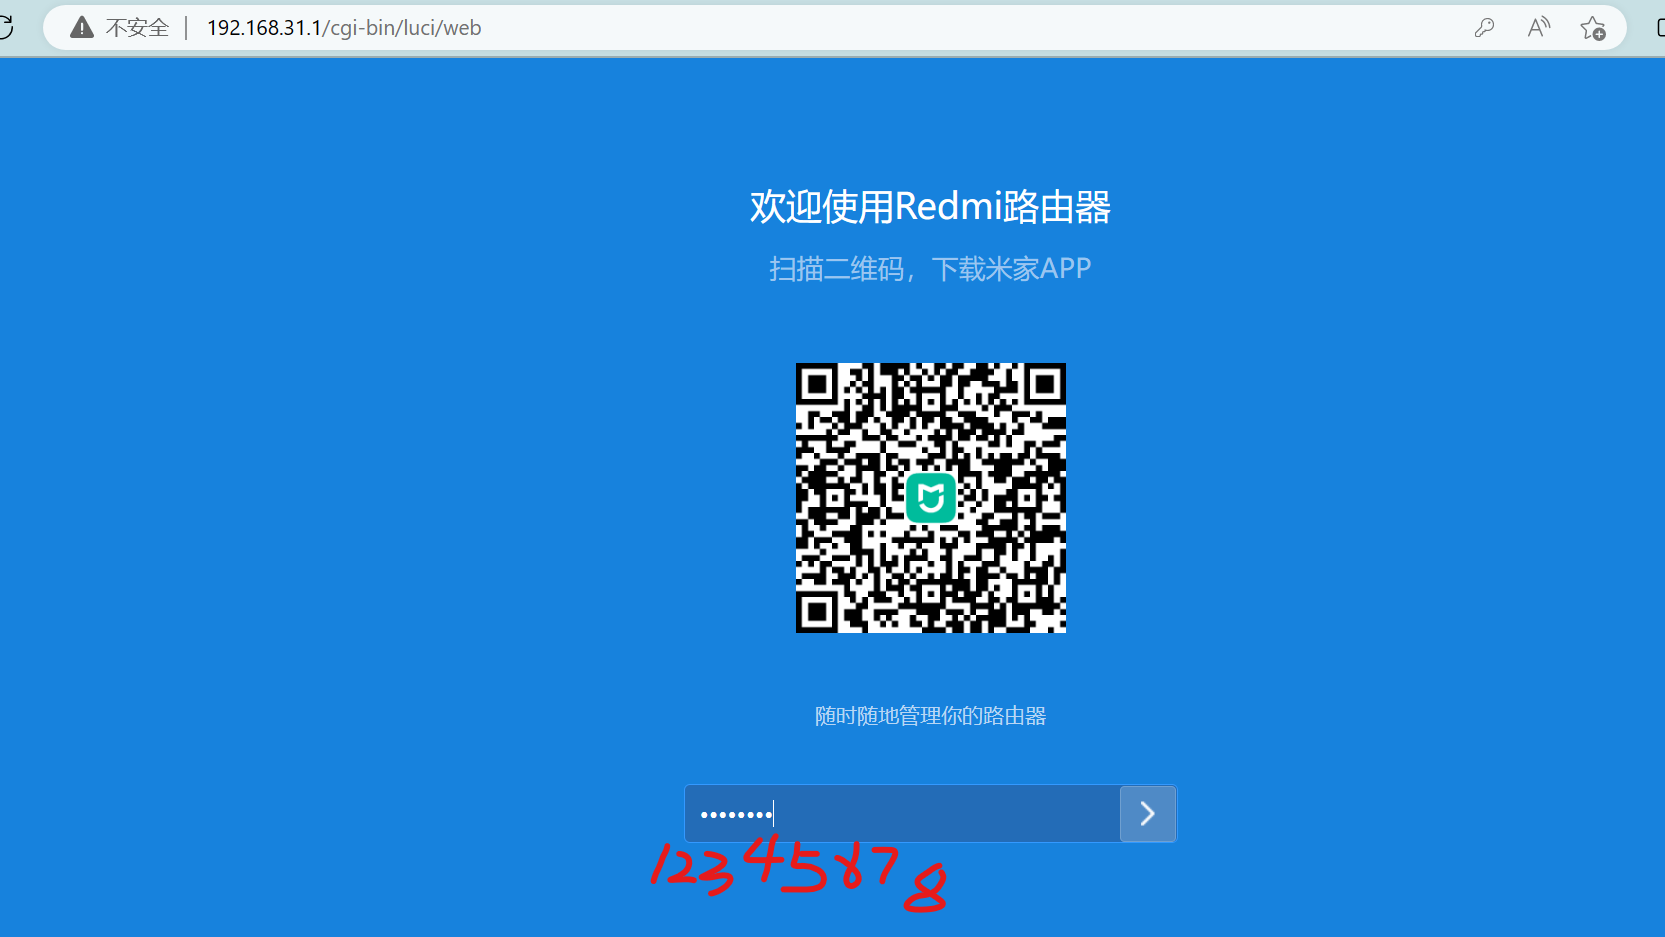 不安全 | 192.168.31.1/cgi-bin/luci/web
欢迎使用Redmi路由器
扫描二维码，下载米家APP
随时随地管理你的路由器
12345678